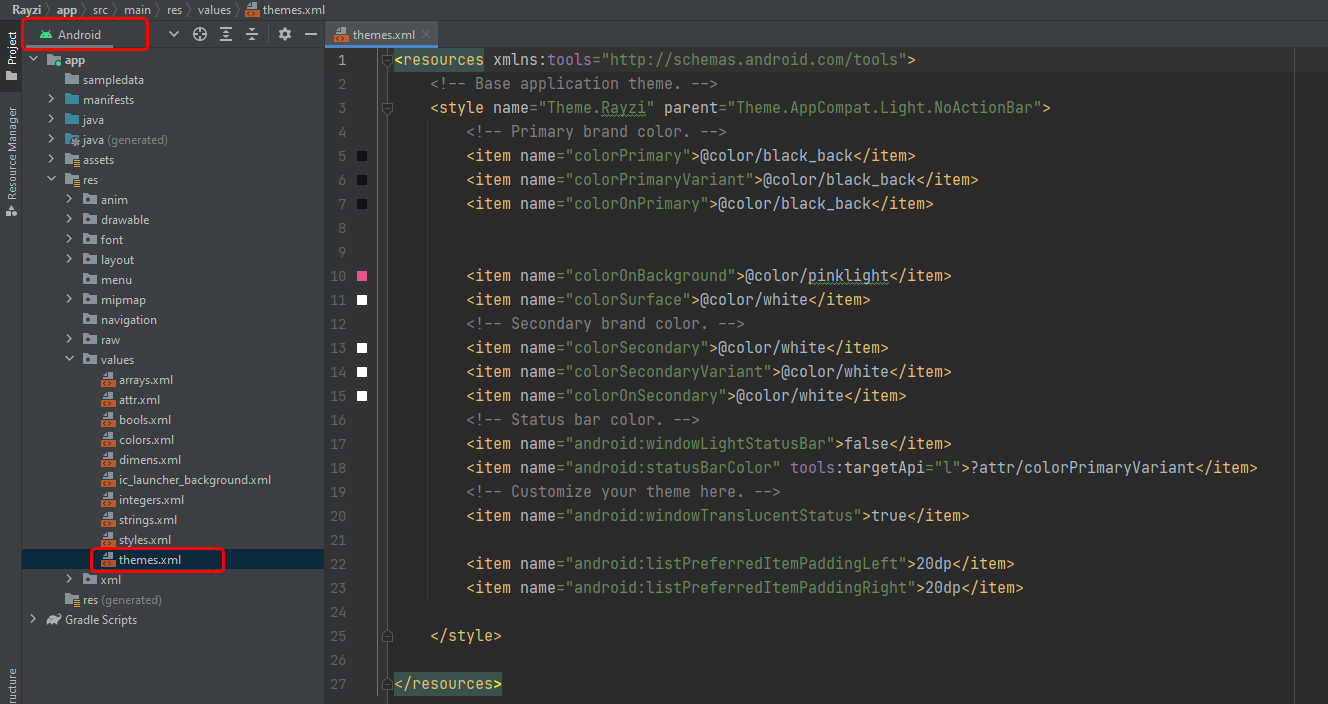 Rayzi app src main res values themes.xml
Project
Resource Manager
ructure
Android
app
sampledata
manifests
java
java (generated)
assets
res
anim
drawable
font
layout
menu
mipmap
navigation
raw
values
arrays.xml
attr.xml
bools.xml
colors.xml
dimens.xml
ic_launcher_background.xml
integers.xml
strings.xml
styles.xml
themes.xml
xml
res (generated)
Gradle Scripts
themes.xml
1 <resources xmlns:tools="http://schemas.android.com/tools">
2 <!-- Base application theme. -->
3 <style name="Theme.Rayzi" parent="Theme.AppCompat.Light.NoActionBar">
4 <!-- Primary brand color. -->
5 <item name="colorPrimary">@color/black_back</item>
6 <item name="colorPrimaryVariant">@color/black_back</item>
7 <item name="colorOnPrimary">@color/black_back</item>
8
9
10 <item name="colorOnBackground">@color/pinklight</item>
11 <item name="colorSurface">@color/white</item>
12 <!-- Secondary brand color. -->
13 <item name="colorSecondary">@color/white</item>
14 <item name="colorSecondaryVariant">@color/white</item>
15 <item name="colorOnSecondary">@color/white</item>
16 <!-- Status bar color. -->
17 <item name="android:windowLightStatusBar">false</item>
18 <item name="android:statusBarColor" tools:targetApi="l">?attr/colorPrimaryVariant</item>
19 <!-- Customize your theme here. -->
20 <item name="android:windowTranslucentStatus">true</item>
21
22 <item name="android:listPreferredItemPaddingLeft">20dp</item>
23 <item name="android:listPreferredItemPaddingRight">20dp</item>
24
25 </style>
26
27 </resources>